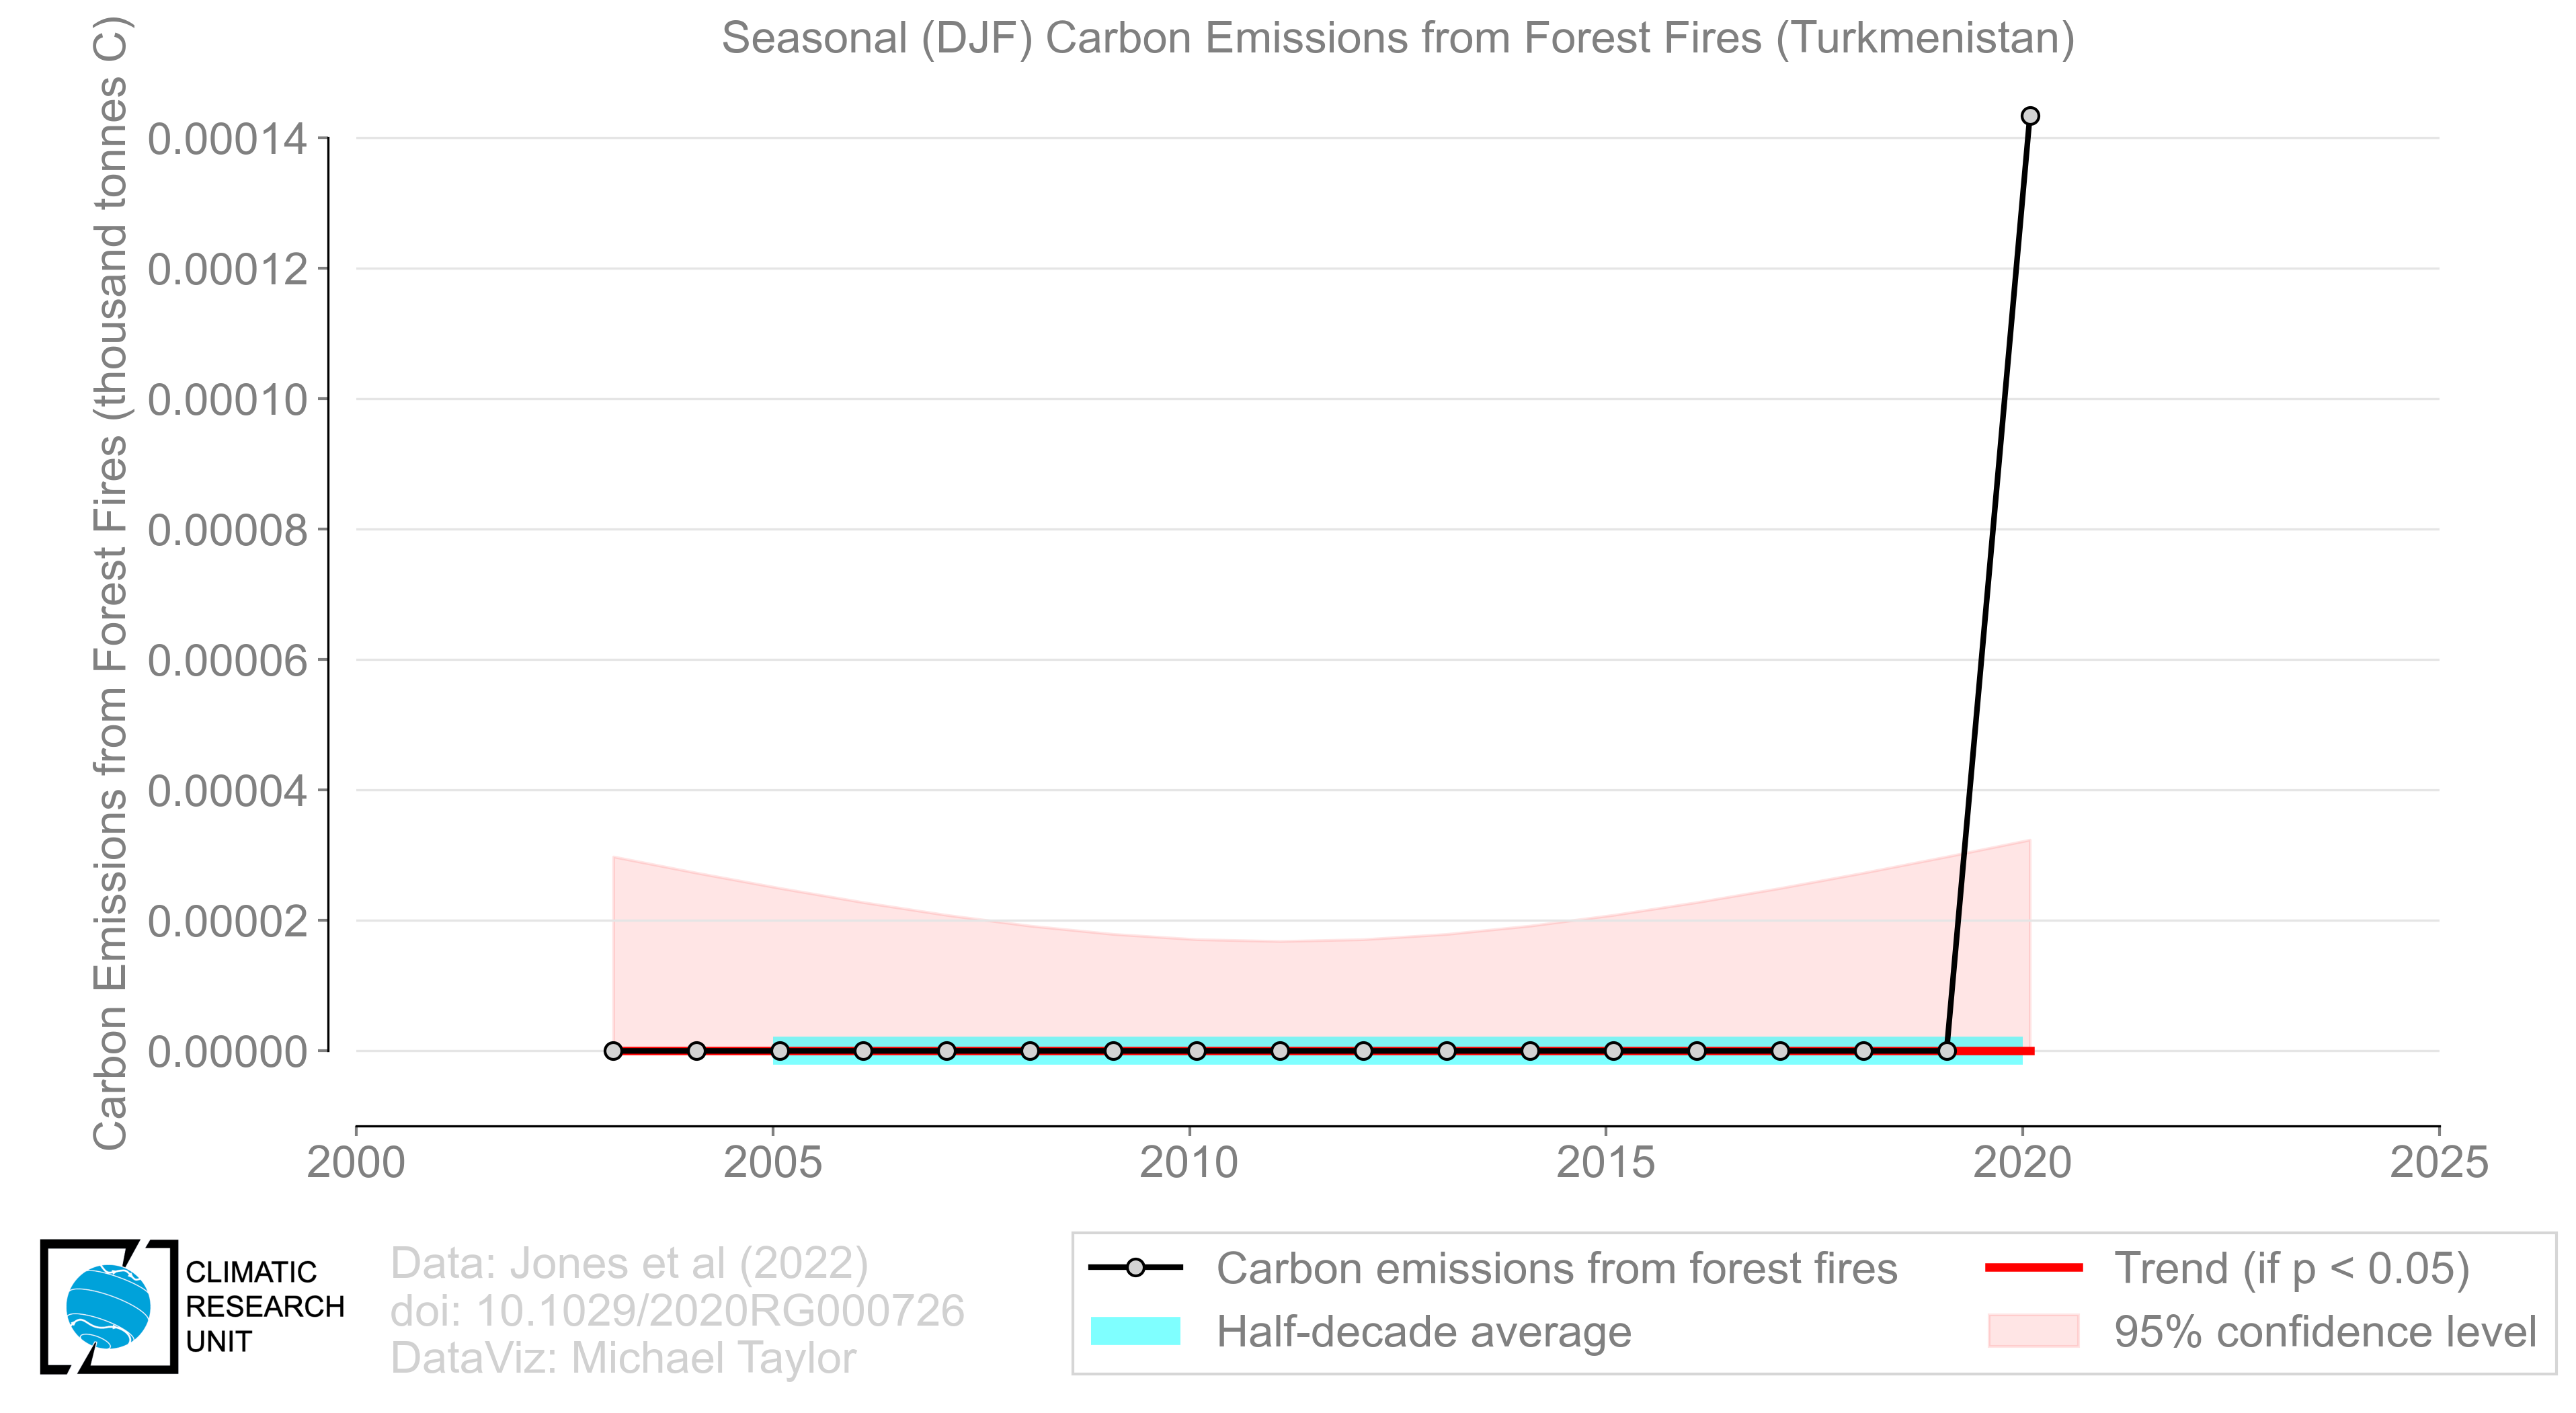 Seasonal (DJF) Carbon Emissions from Forest Fires (Turkmenistan)
Carbon Emissions from Forest Fires (thousand tonnes C)
0.00014
0.00012
0.00010
0.00008
0.00006
0.00004
0.00002
0.00000
2000 2005 2010 2015 2020 2025
CLIMATIC
RESEARCH
UNIT
Data: Jones et al (2022)
doi: 10.1029/2020RG000726
DataViz: Michael Taylor
Carbon emissions from forest fires
Half-decade average
Trend (if p < 0.05)
95% confidence level